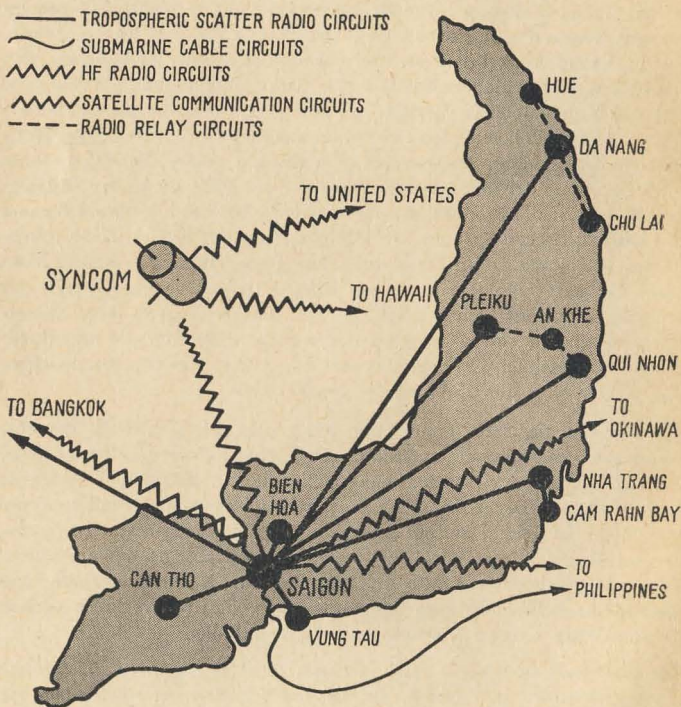 TROPOSPHERIC SCATTER RADIO CIRCUITS
SUBMARINE CABLE CIRCUITS
HF RADIO CIRCUITS
SATELLITE COMMUNICATION CIRCUITS
RADIO RELAY CIRCUITS
HUE
DA NANG
TO UNITED STATES
CHU LAI
SYNCOM
TO HAWAII
PLEIKU
AN KHE
QUI NHON
TO BANGKOK
TO
OKINAWA
BIEN
HOA
NHA TRANG
CAM RAHN BAY
CAN THO
SAIGON
TO
PHILIPPINES
VUNG TAU